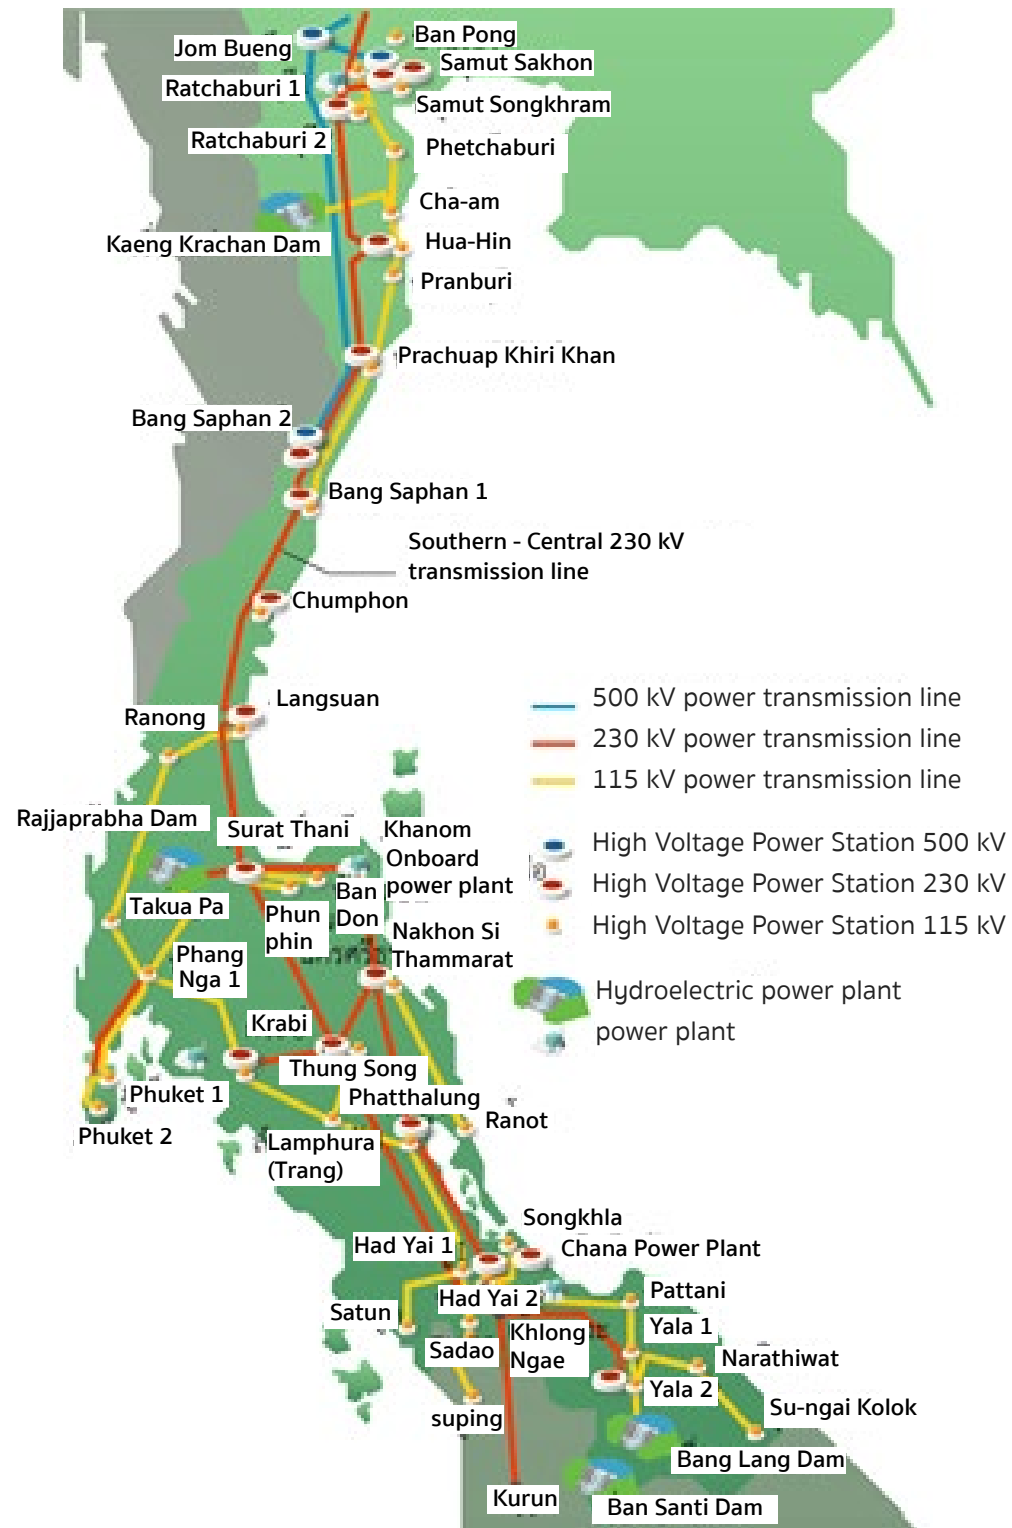 Ban Pong
Jom Bueng
Samut Sakhon
Ratchaburi 1
Samut Songkhram
Ratchaburi 2
Phetchaburi
Cha-aam
Kaeng Krachan Dam
Hua-Hin
Pranburi
Prachuap Khiri Khan
Bang Saphan 2
Bang Saphan 1
Southern - Central 230 kV
transmission line
Chumphon
Langsuan
Ranong
500 kV power transmission line
230 kV power transmission line
115 kV power transmission line
Rajjaprabha Dam
Surat Thani
Khanom
Onboard
power plant
High Voltage Power Station 500 kV
High Voltage Power Station 230 kV
High Voltage Power Station 115 kV
Takua Pa
Phun
phin
Ban
Don
Nakhon Si
Thammarat
Phang
Nga 1
Hydroelectric power plant
power plant
Krabi
Thung Song
Phuket 1
Phatthalung
Phuket 2
Lamphura
(Trang)
Ranot
Songkhla
Had Yai 1
Chana Power Plant
Had Yai 2
Pattani
Satun
Khlong
Ngae
Yala 1
Sadao
Narathiwat
Yala 2
suping
Su-ngai Kolok
Bang Lang Dam
Kurun
Ban Santi Dam